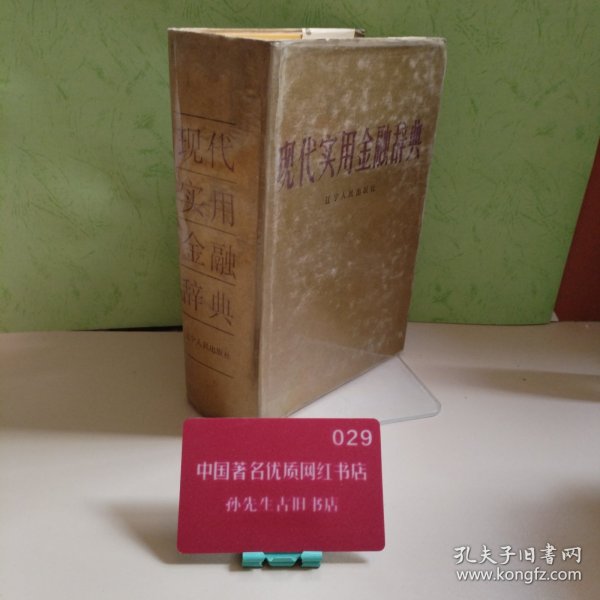 现代
实用
金融
辞典
辽宁人民出版社
现代实用金融辞典
辽宁人民出版社
029
中国著名优质网红书店
孙先生古旧书店
孔夫子旧书网
www.kongfz.com